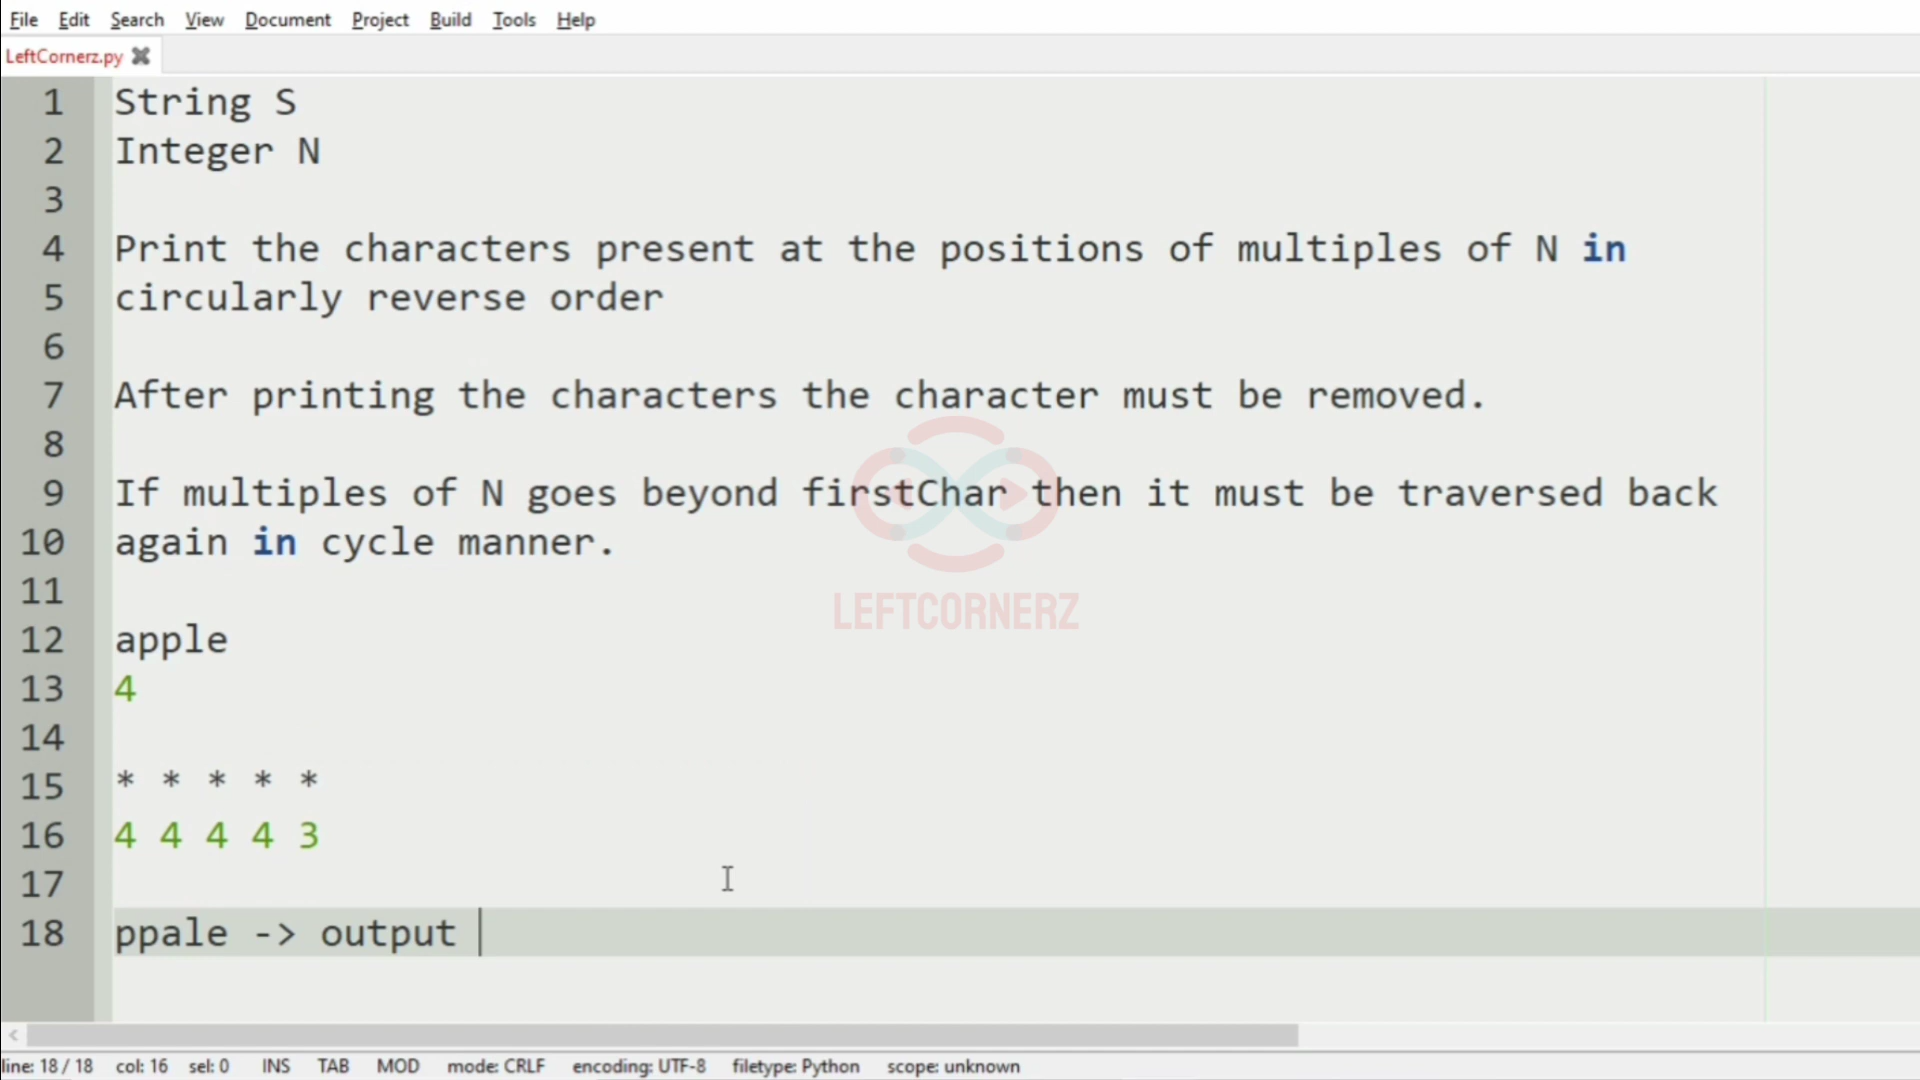 File Edit Search View Document Project Build Tools Help
LeftCornerz.py
1 String S
2 Integer N
3
4 Print the characters present at the positions of multiples of N in
5 circularly reverse order
6
7 After printing the characters the character must be removed.
8
9 If multiples of N goes beyond firstChar then it must be traversed back
10 again in cycle manner.
11
12 apple
13 4
14
15 * * * * *
16 4 4 4 4 3
17
18 ppale -> output
LEFTCORNERZ
line: 18 / 18 col: 16 sel: 0 INS TAB MOD mode: CRLF encoding: UTF-8 filetype: Python scope: unknown